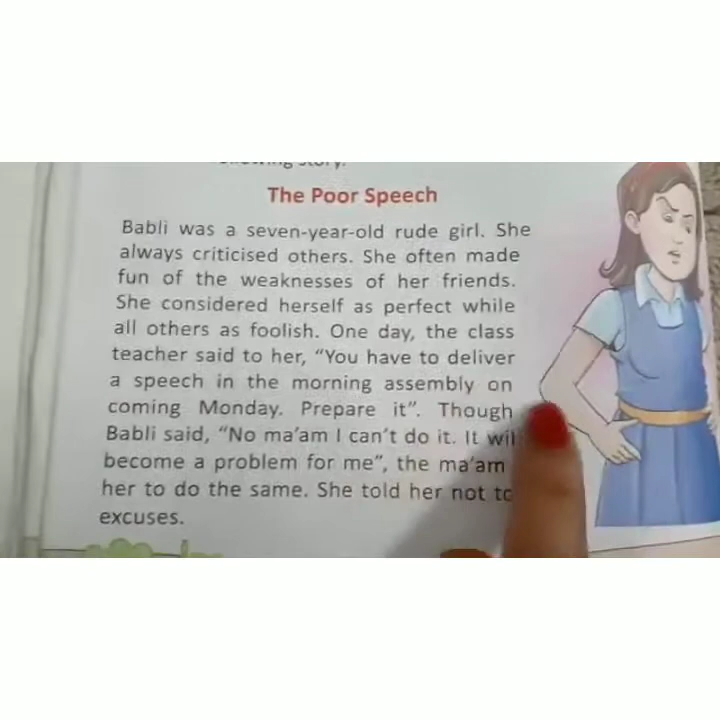 The Poor Speech
Babli was a seven-year-old rude girl. She
always criticised others. She often made
fun of the weaknesses of her friends.
She considered herself as perfect while
all others as foolish. One day, the class
teacher said to her, “You have to deliver
a speech in the morning assembly on
coming Monday. Prepare it”. Though
Babli said, “No ma’am I can’t do it. It
become a problem for me”, the ma’am
her to do the same. She told her not
excuses.